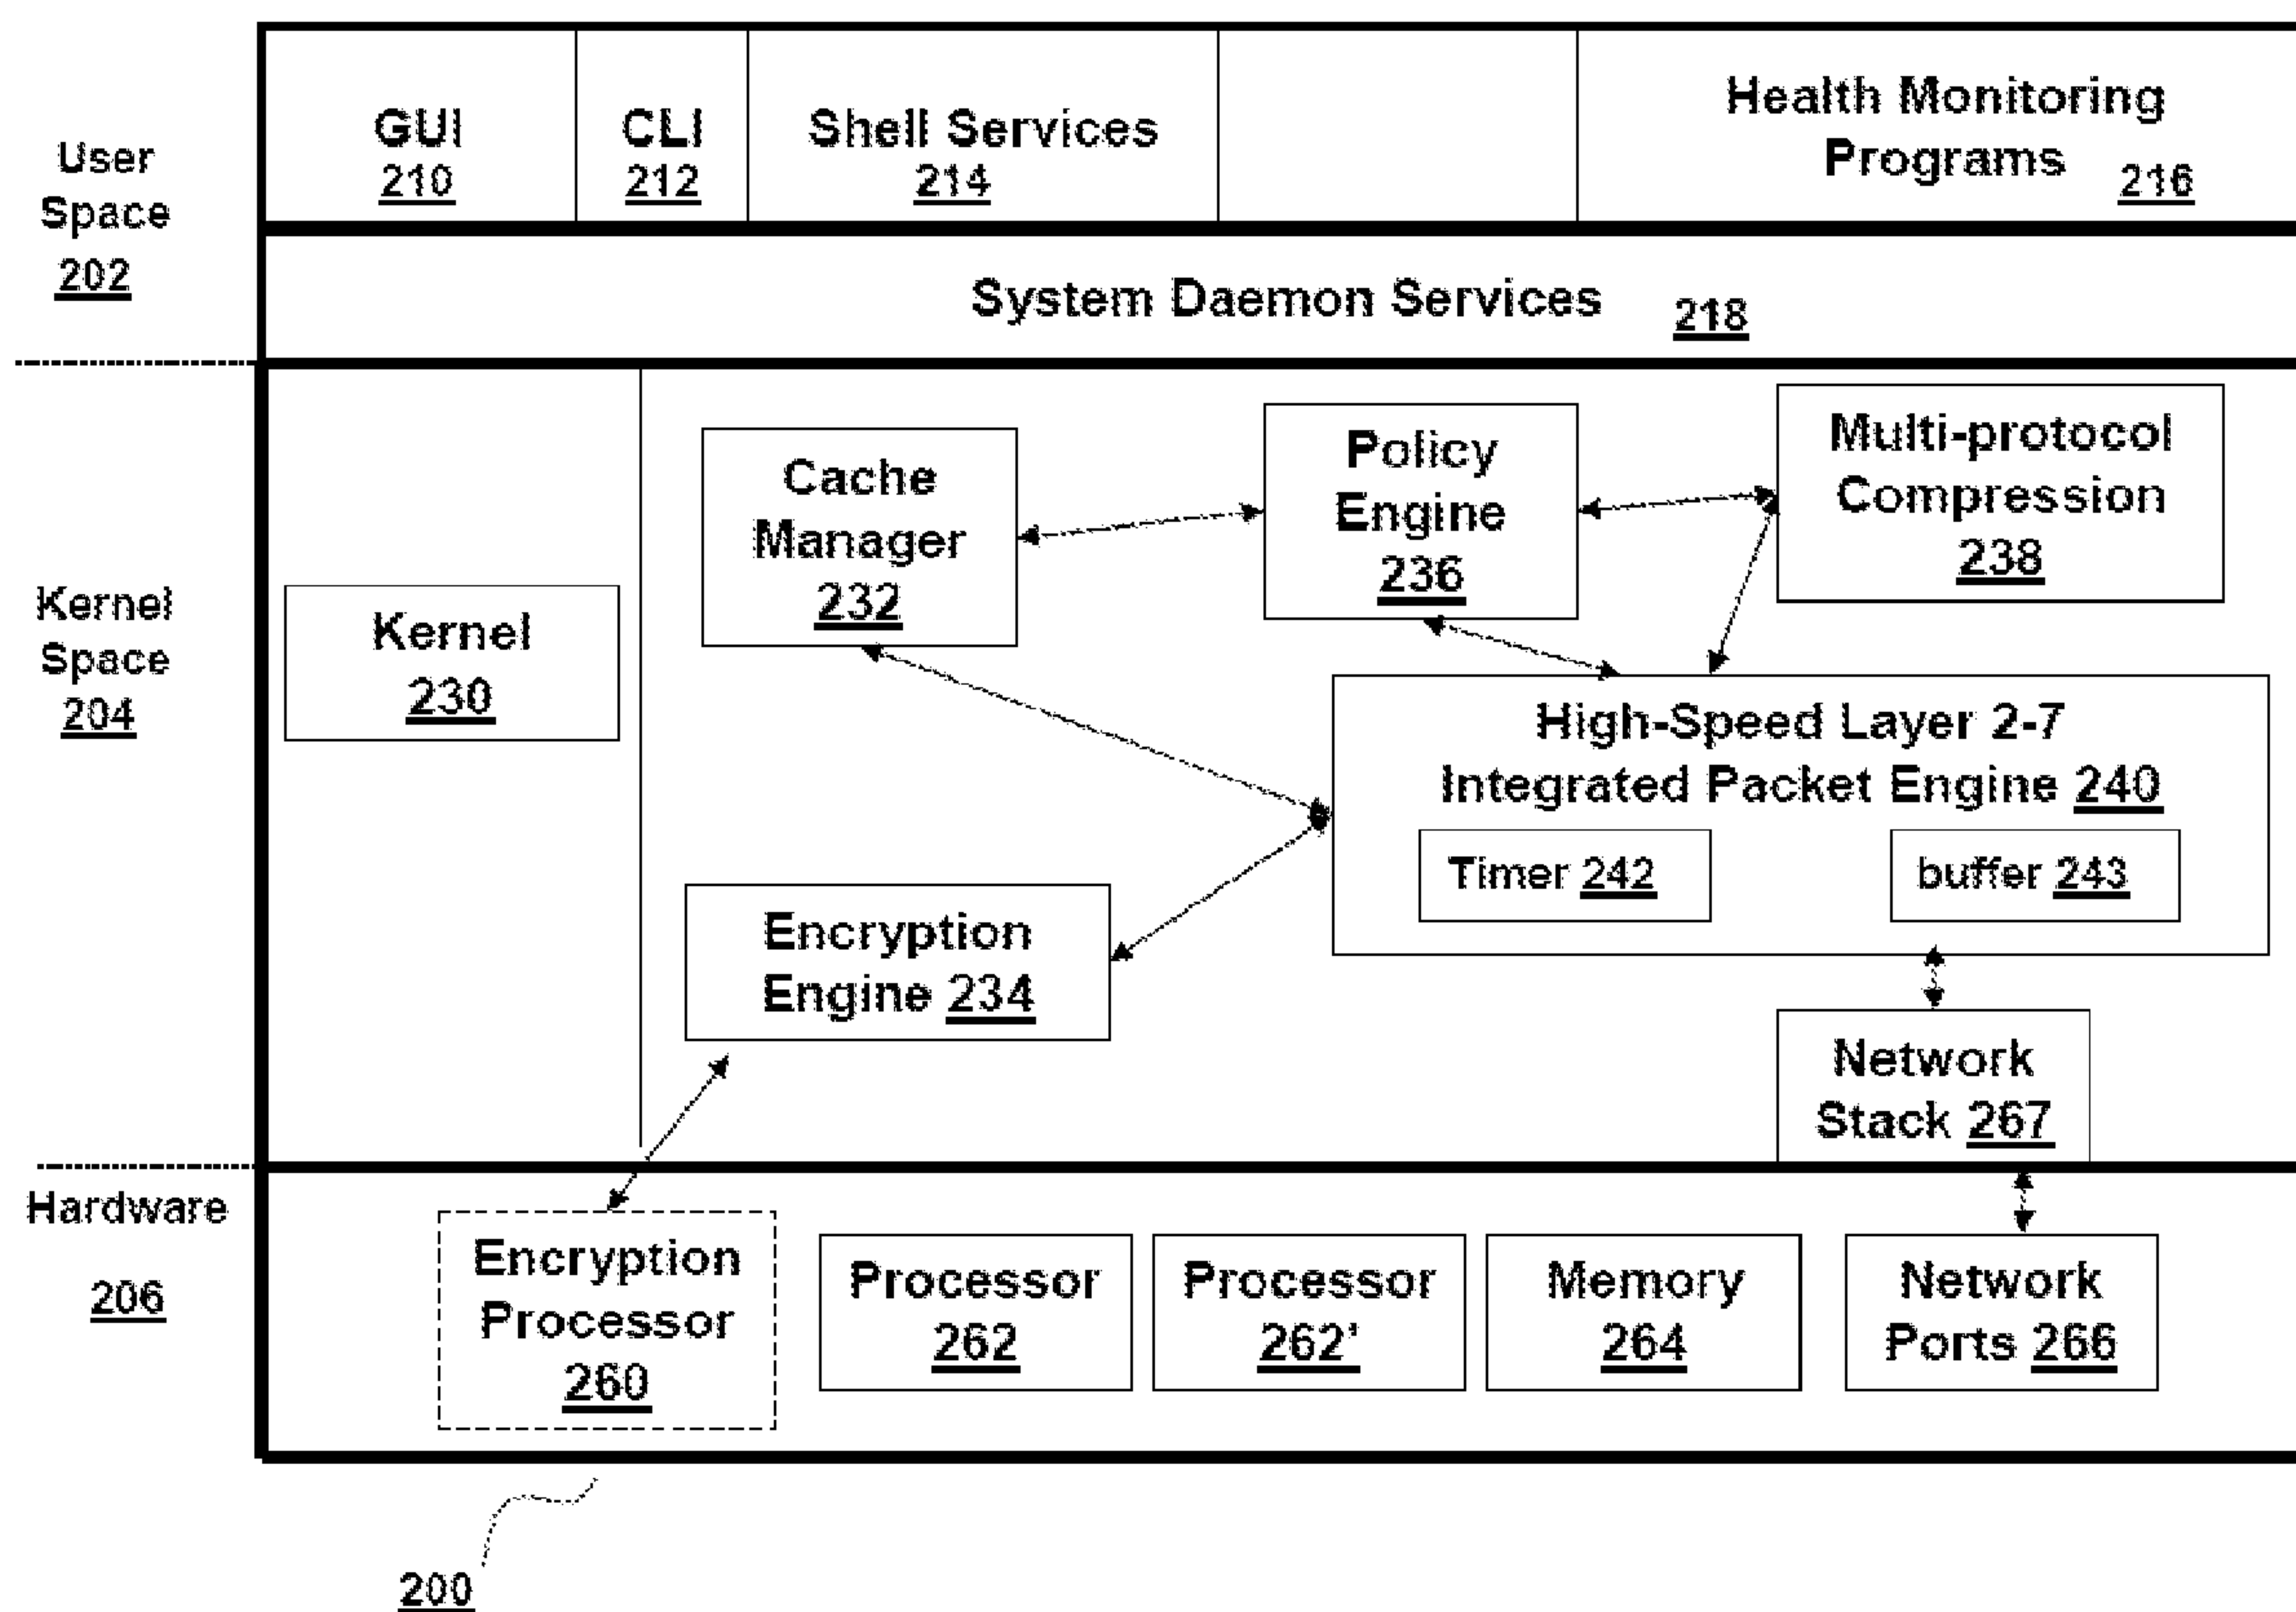 User
Space
202
GUI
210
CLI
212
Shell Services
214
Health Monitoring
Programs 216
System Daemon Services 218
Kernel
Space
204
Kernel
230
Cache
Manager
232
Policy
Engine
236
Multi-protocol
Compression
238
High-Speed Layer 2-7
Integrated Packet Engine 240
Timer 242
buffer 243
Encryption
Engine 234
Network
Stack 267
Hardware
206
Encryption
Processor
260
Processor
262
Processor
262'
Memory
264
Network
Ports 266
200